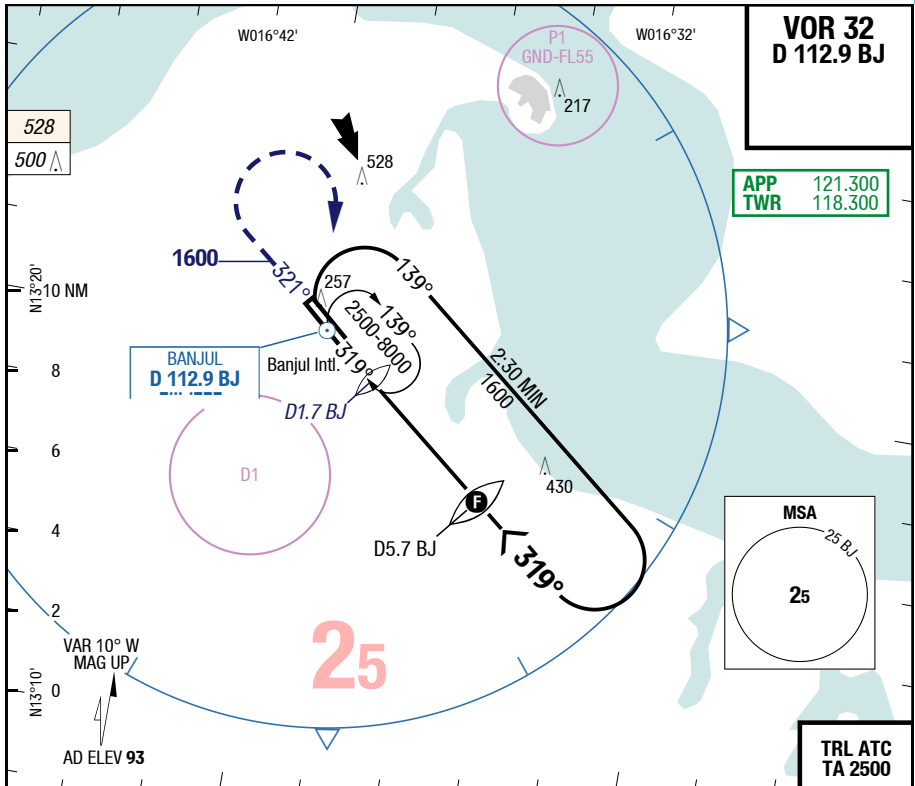 VOR 32
D 112.9 BJ
W016°42'
W016°32'
P1
GND-FL55
217
528
500
528
APP 121.300
TWR 118.300
1600
321°
257
139°
139°
2500-8000
319°
2:30 MIN
1600
N13°20'
10 NM
8
6
4
2
0
BANJUL
D 112.9 BJ
Banjul Intl.
D1.7 BJ
D1
430
F
D5.7 BJ
319°
MSA
25 BJ
25
25
VAR 10° W
MAG UP
N13°10'
AD ELEV 93
TRL ATC
TA 2500